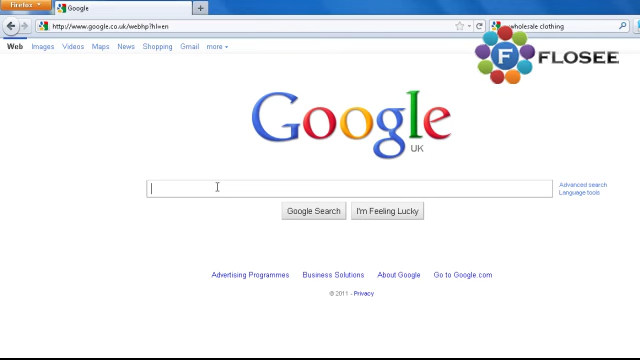 Firefox
Google
http://www.google.co.uk/webhp?hl=en
wholesale clothing
Web Images Videos Maps News Shopping Gmail more
F FLOSEE
Google
UK
Advanced search
Language tools
Google Search I'm Feeling Lucky
Advertising Programmes Business Solutions About Google Go to Google.com
© 2011 - Privacy